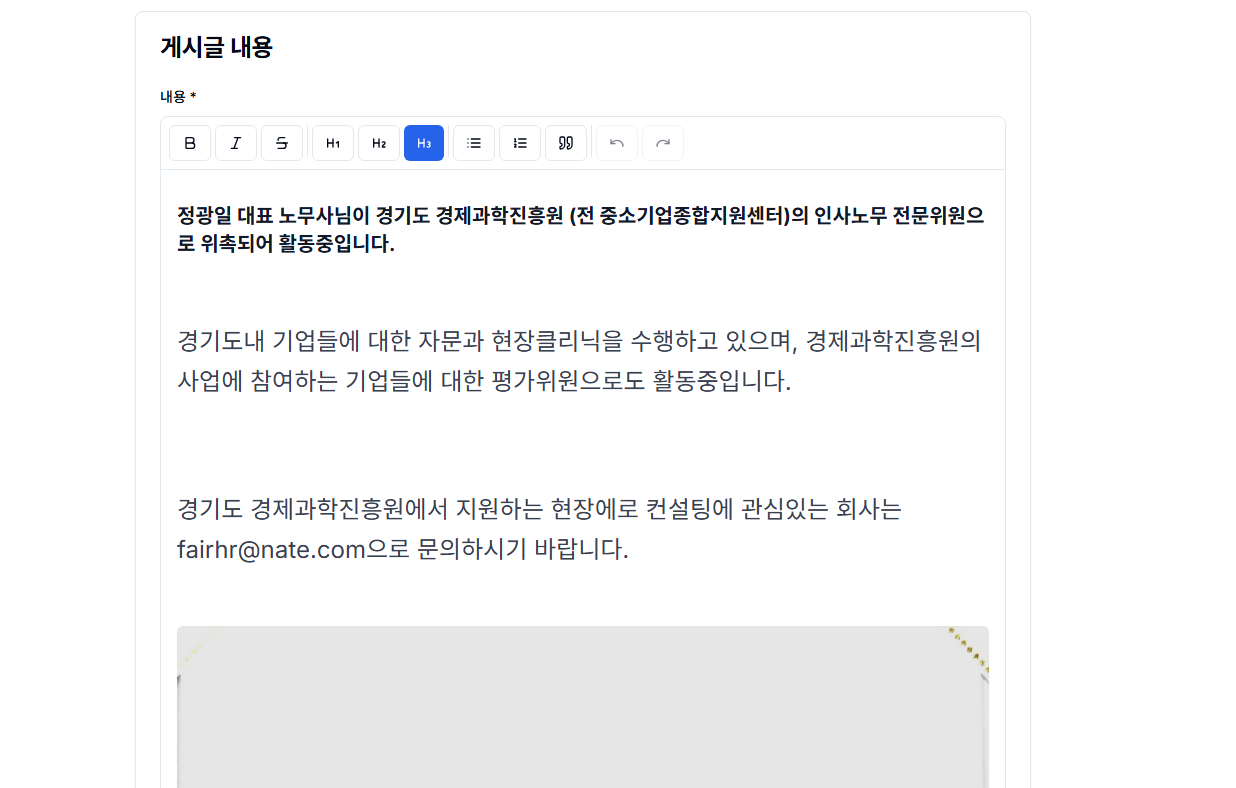 게시글 내용
내용 *
B I S H1 H2 H3
정광일 대표 노무사님이 경기도 경제과학진흥원 (전 중소기업종합지원센터)의 인사노무 전문위원으
로 위촉되어 활동중입니다.
경기도내 기업들에 대한 자문과 현장클리닉을 수행하고 있으며, 경제과학진흥원의
사업에 참여하는 기업들에 대한 평가위원으로도 활동중입니다.
경기도 경제과학진흥원에서 지원하는 현장에로 컨설팅에 관심있는 회사는
fairhr@nate.com으로 문의하시기 바랍니다.